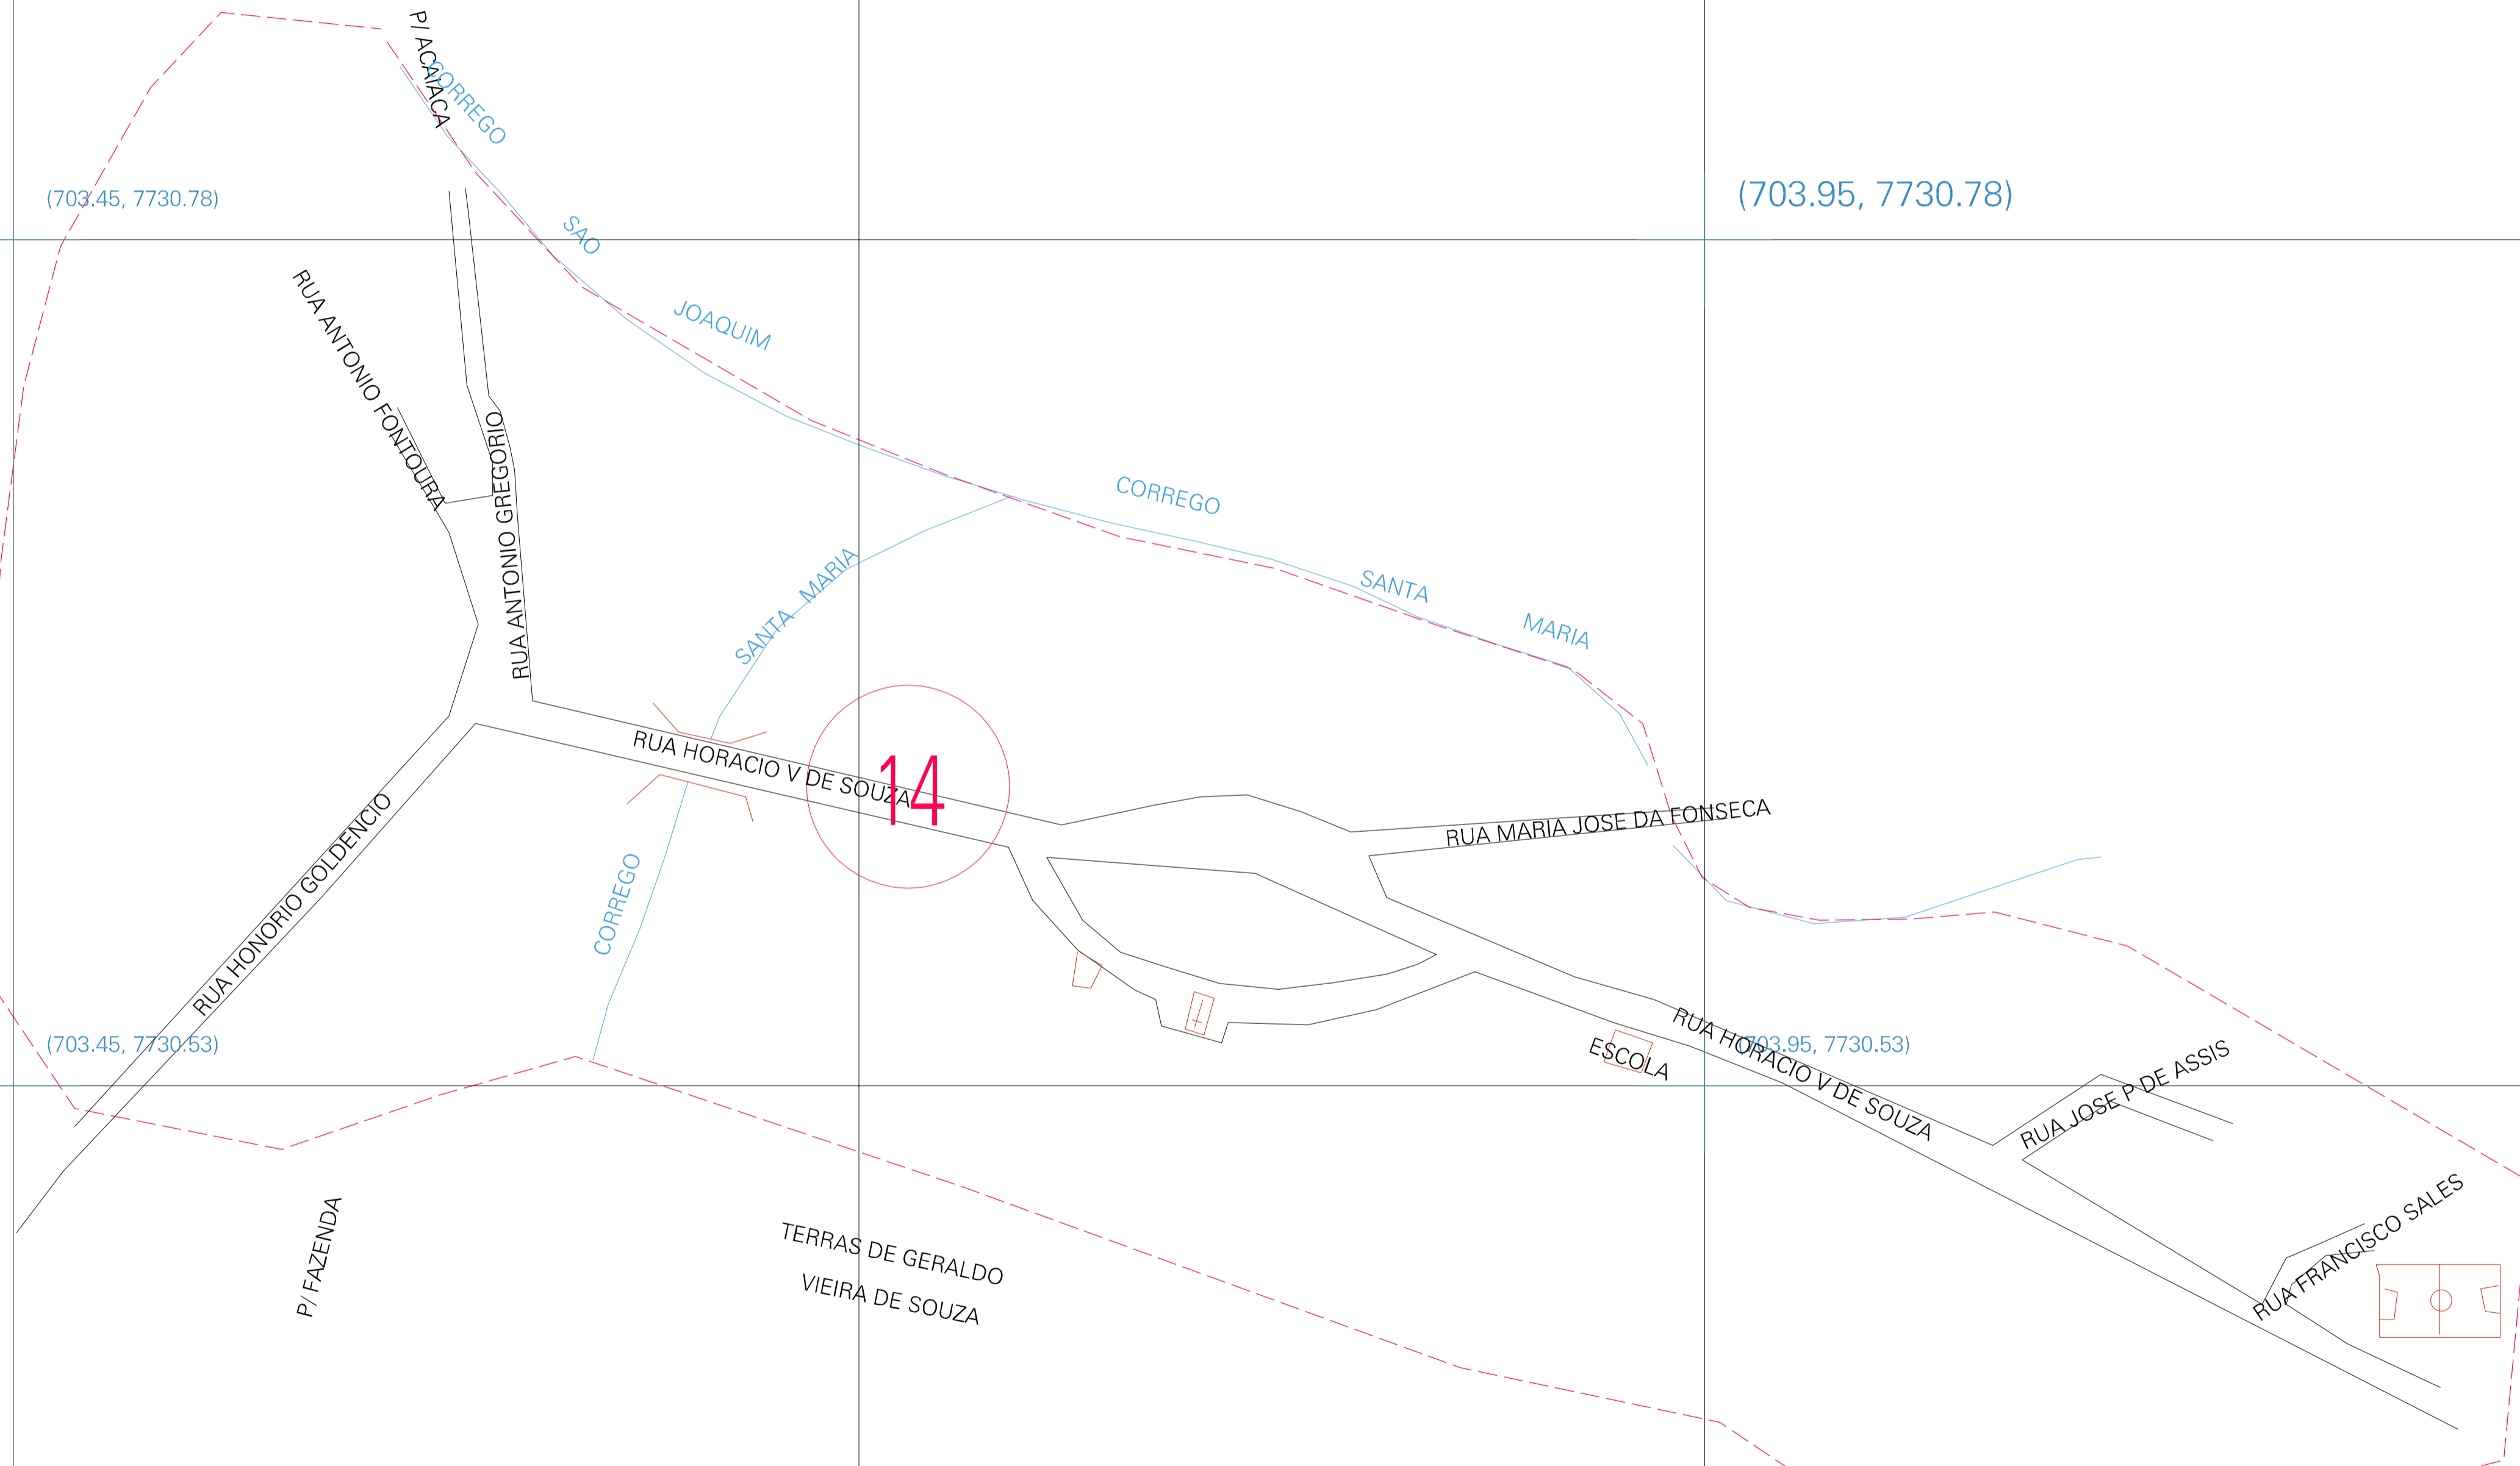 P/ ACAIACA
CORREGO
SAO
JOAQUIM
(703.45, 7730.78)
(703.95, 7730.78)
RUA ANTONIO FONTOURA
RUA ANTONIO GREGORIO
CORREGO
SANTA
MARIA
SANTA MARIA
CORREGO
RUA HORACIO V DE SOUZA
14
RUA MARIA JOSE DA FONSECA
RUA HONORIO GOLDENCIO
(703.45, 7730.53)
(703.95, 7730.53)
ESCOLA
RUA HORACIO V DE SOUZA
RUA JOSE P DE ASSIS
RUA FRANCISCO SALES
P/ FAZENDA
TERRAS DE GERALDO
VIEIRA DE SOUZA